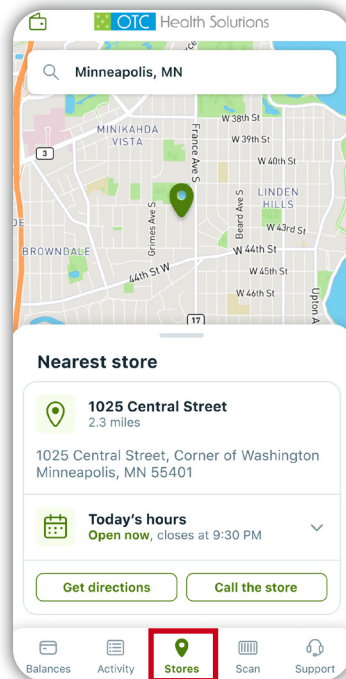 OTC Health Solutions
Minneapolis, MN
W 38th St
MINIKAHDA
VISTA
France Ave S
W 39th St
3
W 40th St
Grimes Ave S
Beard Ave S
LINDEN
HILLS
W 43rd St
DE
BROWNDALE
W 44th St
44th St W
W 45th St
W 46th St
Upton A
17
Nearest store
1025 Central Street
2.3 miles
1025 Central Street, Corner of Washington
Minneapolis, MN 55401
Today's hours
Open now, closes at 9:30 PM
Get directions
Call the store
Balances
Activity
Stores
Scan
Support